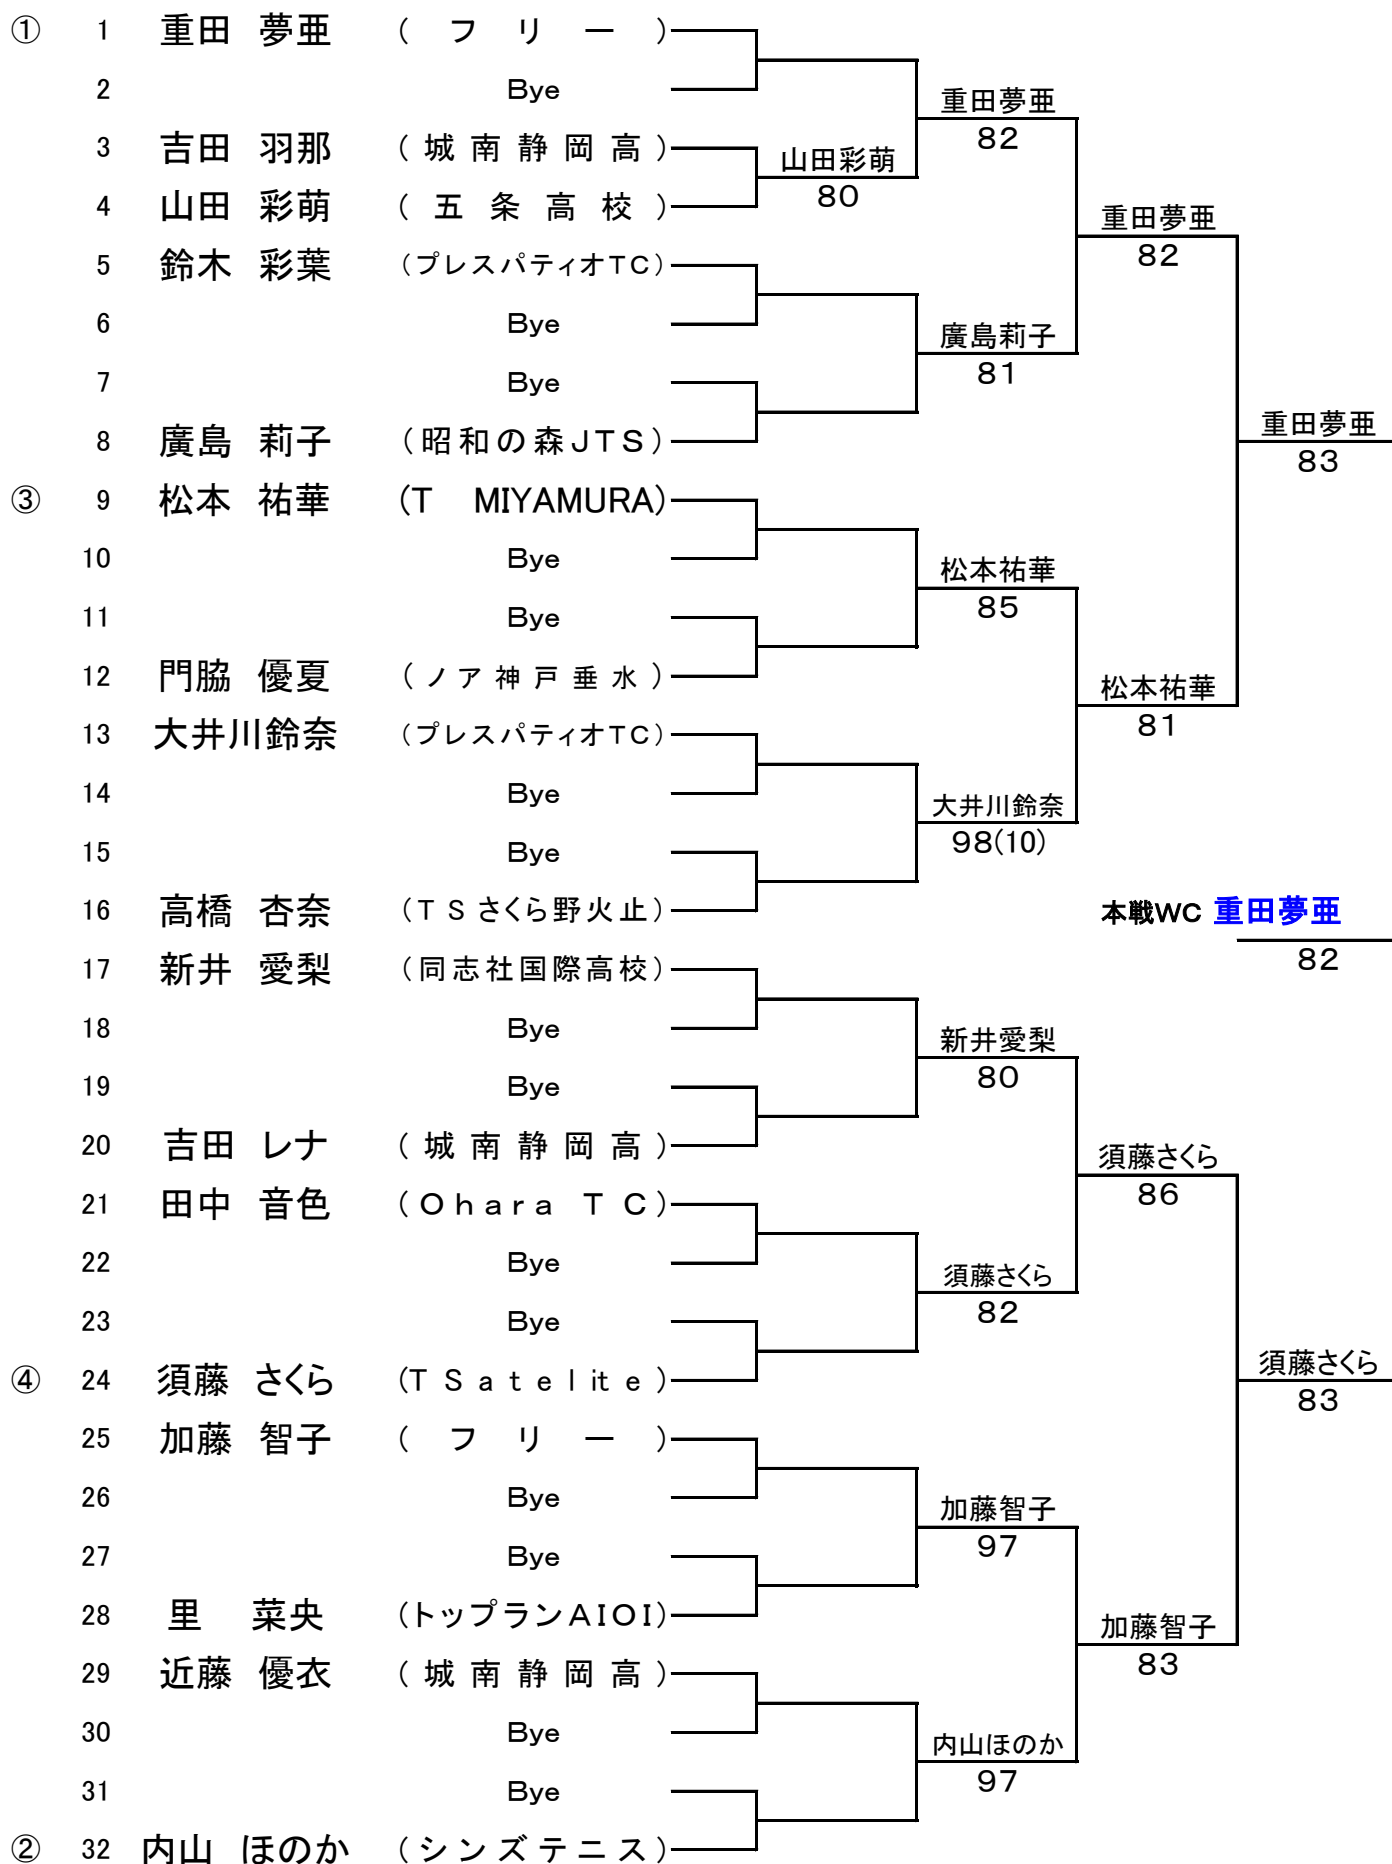 ① 1 重田 夢亜 (フリー)
2 Bye
重田夢亜
82
3 吉田 羽那 (城南静岡高)
山田彩萌
80
4 山田 彩萌 (五条高校)
重田夢亜
82
5 鈴木 彩葉 (プレスパティオTC)
6 Bye
廣島莉子
81
7 Bye
8 廣島 莉子 (昭和の森JTS)
重田夢亜
83
③ 9 松本 祐華 (T MIYAMURA)
10 Bye
松本祐華
85
11 Bye
12 門脇 優夏 (ノア神戸垂水)
松本祐華
81
13 大井川鈴奈 (プレスパティオTC)
14 Bye
大井川鈴奈
98(10)
15 Bye
16 高橋 杏奈 (TSさくら野火止)
本戦WC 重田夢亜
82
17 新井 愛梨 (同志社国際高校)
18 Bye
新井愛梨
80
19 Bye
20 吉田 レナ (城南静岡高)
須藤さくら
86
21 田中 音色 (Ohara TC)
22 Bye
須藤さくら
82
23 Bye
④ 24 須藤 さくら (TSatelite)
須藤さくら
83
25 加藤 智子 (フリー)
26 Bye
加藤智子
97
27 Bye
28 里 菜央 (トップランAIOI)
加藤智子
83
29 近藤 優衣 (城南静岡高)
30 Bye
内山ほのか
97
31 Bye
② 32 内山 ほのか (シンズテニス)